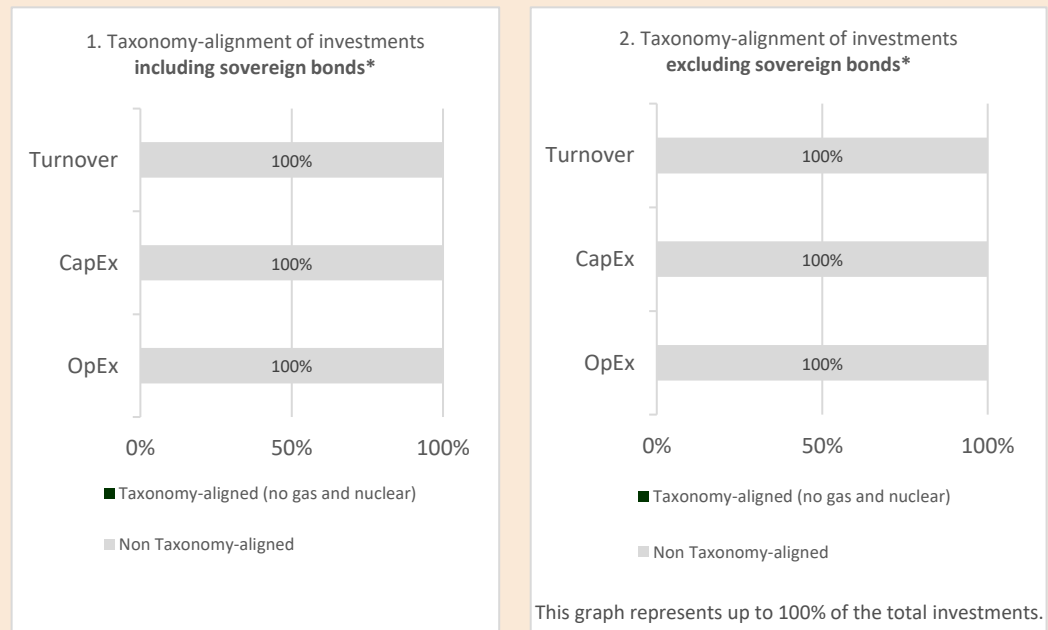 1. Taxonomy-alignment of investments
including sovereign bonds*
Turnover
100%
CapEx
100%
OpEx
100%
0%
50%
100%
Taxonomy-aligned (no gas and nuclear)
Non Taxonomy-aligned
2. Taxonomy-alignment of investments
excluding sovereign bonds*
Turnover
100%
CapEx
100%
OpEx
100%
0%
50%
100%
Taxonomy-aligned (no gas and nuclear)
Non Taxonomy-aligned
This graph represents up to 100% of the total investments.